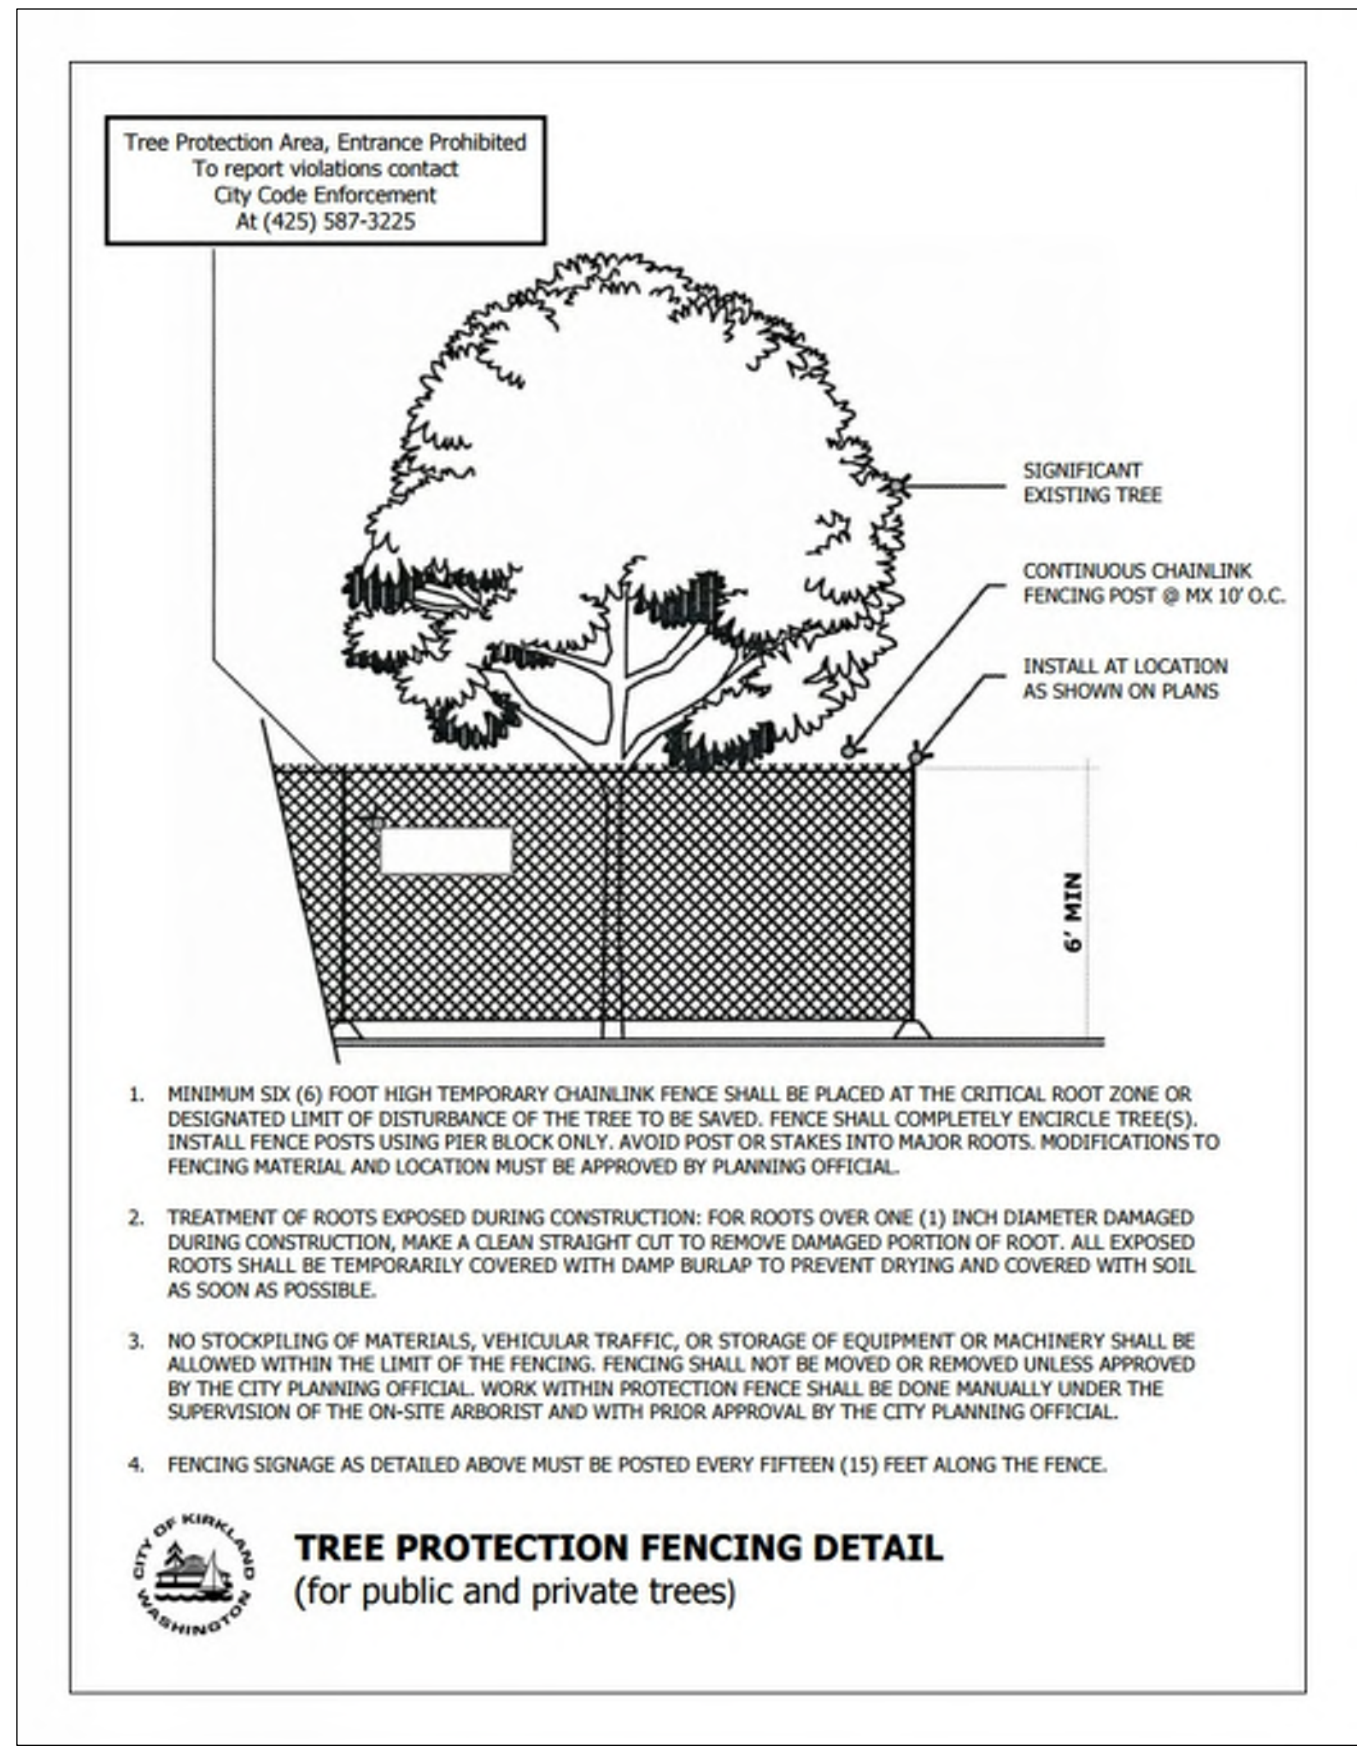 Tree Protection Area, Entrance Prohibited
To report violations contact
City Code Enforcement
At (425) 587-3225
SIGNIFICANT
EXISTING TREE
CONTINUOUS CHAINLINK
FENCING POST @ MX 10' O.C.
INSTALL AT LOCATION
AS SHOWN ON PLANS
6' MIN
1. MINIMUM SIX (6) FOOT HIGH TEMPORARY CHAINLINK FENCE SHALL BE PLACED AT THE CRITICAL ROOT ZONE OR
DESIGNATED LIMIT OF DISTURBANCE OF THE TREE TO BE SAVED. FENCE SHALL COMPLETELY ENCIRCLE TREE(S).
INSTALL FENCE POSTS USING PIER BLOCK ONLY. AVOID POST OR STAKES INTO MAJOR ROOTS. MODIFICATIONS TO
FENCING MATERIAL AND LOCATION MUST BE APPROVED BY PLANNING OFFICIAL.
2. TREATMENT OF ROOTS EXPOSED DURING CONSTRUCTION: FOR ROOTS OVER ONE (1) INCH DIAMETER DAMAGED
DURING CONSTRUCTION, MAKE A CLEAN STRAIGHT CUT TO REMOVE DAMAGED PORTION OF ROOT. ALL EXPOSED
ROOTS SHALL BE TEMPORARILY COVERED WITH DAMP BURLAP TO PREVENT DRYING AND COVERED WITH SOIL
AS SOON AS POSSIBLE.
3. NO STOCKPILING OF MATERIALS, VEHICULAR TRAFFIC, OR STORAGE OF EQUIPMENT OR MACHINERY SHALL BE
ALLOWED WITHIN THE LIMIT OF THE FENCING. FENCING SHALL NOT BE MOVED OR REMOVED UNLESS APPROVED
BY THE CITY PLANNING OFFICIAL. WORK WITHIN PROTECTION FENCE SHALL BE DONE MANUALLY UNDER THE
SUPERVISION OF THE ON-SITE ARBORIST AND WITH PRIOR APPROVAL BY THE CITY PLANNING OFFICIAL.
4. FENCING SIGNAGE AS DETAILED ABOVE MUST BE POSTED EVERY FIFTEEN (15) FEET ALONG THE FENCE.
CITY OF KIRKLAND
WASHINGTON
TREE PROTECTION FENCING DETAIL
(for public and private trees)